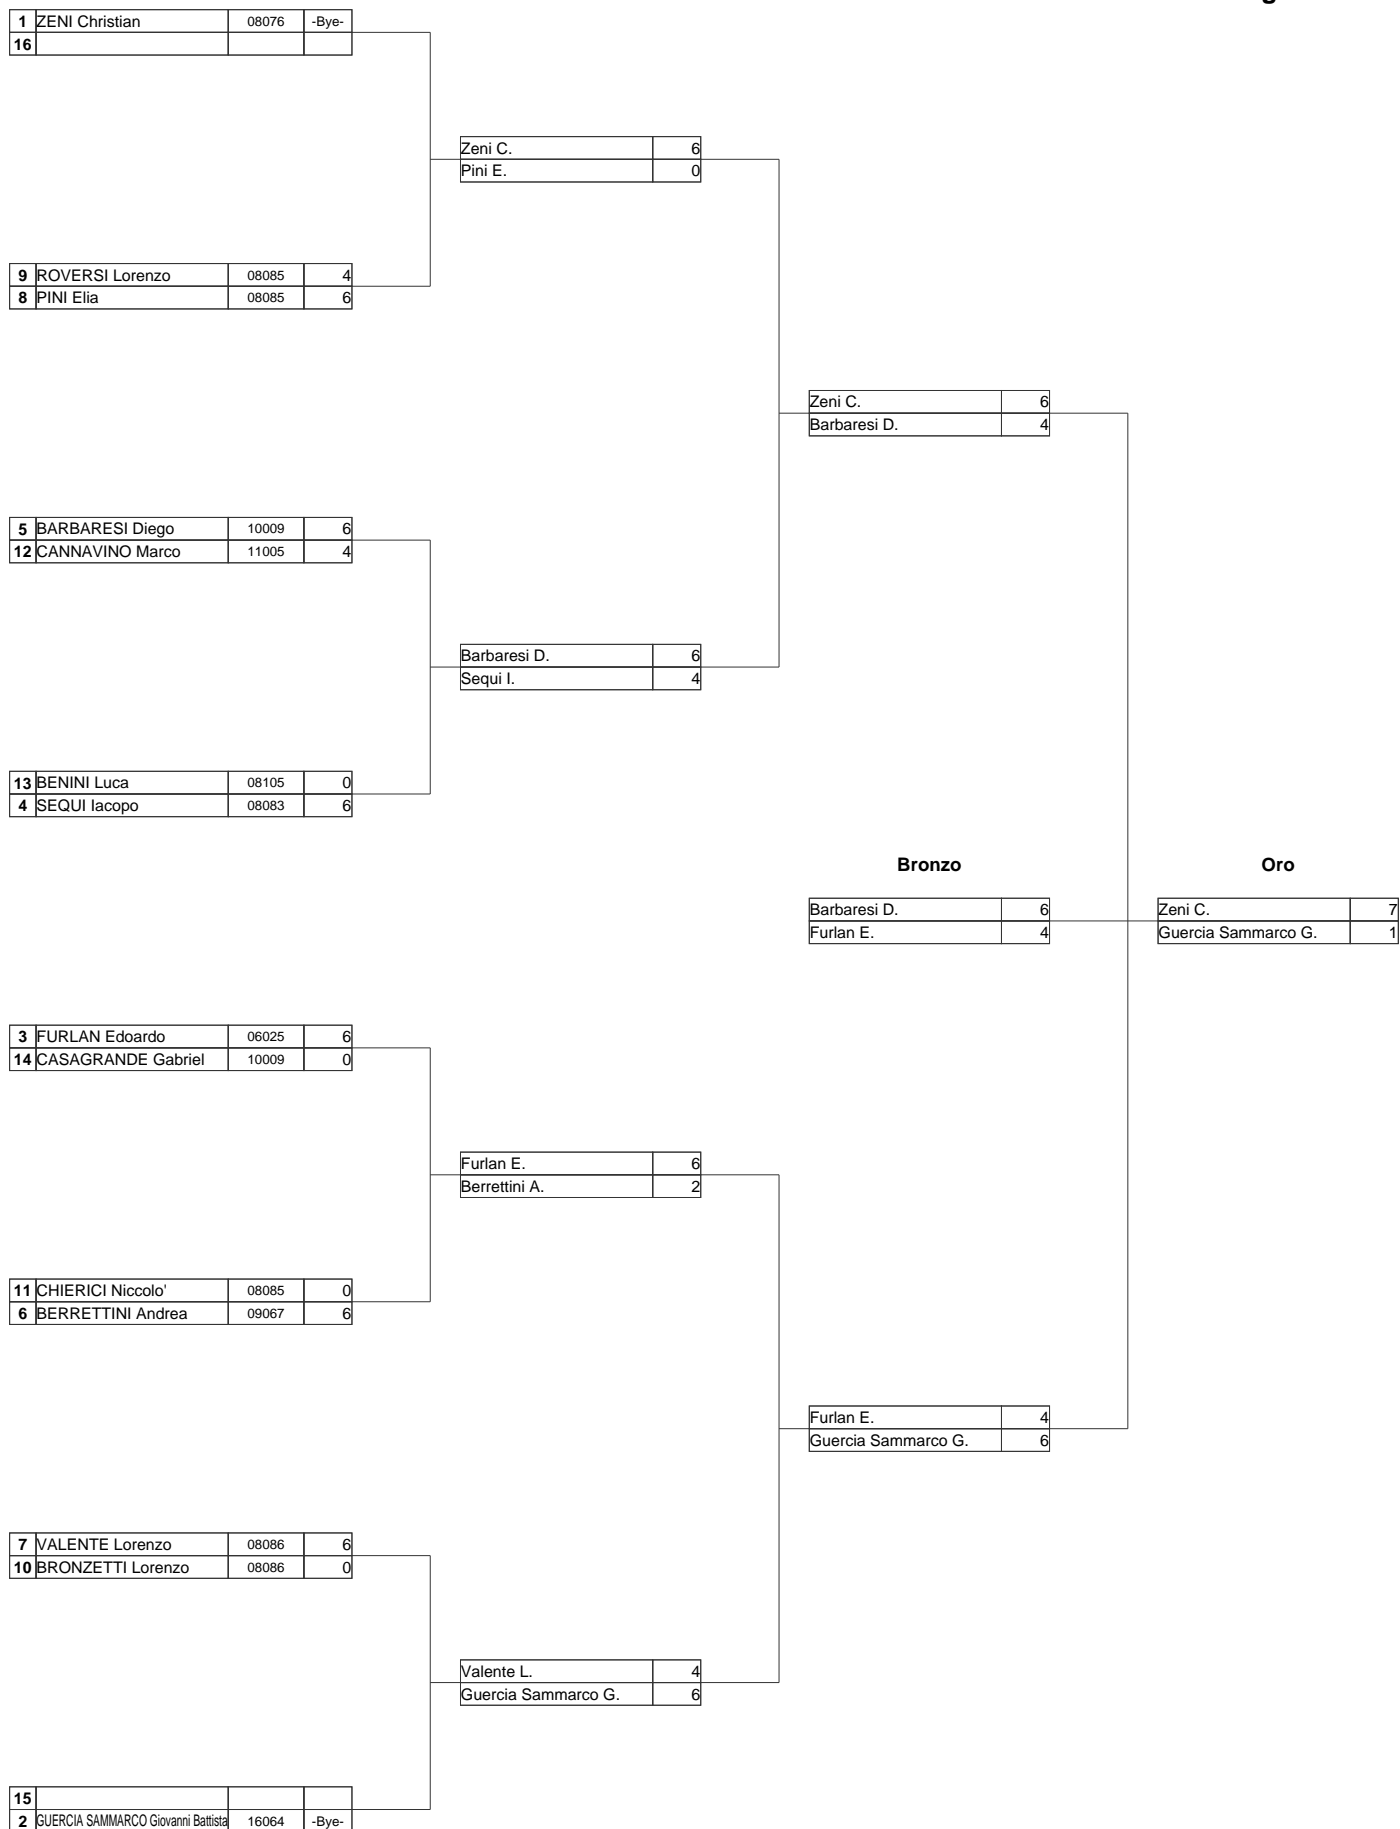 1 ZENI Christian 08076 -Bye-
16
Zeni C. 6
Pini E. 0
9 ROVERSI Lorenzo 08085 4
8 PINI Elia 08085 6
Zeni C. 6
Barbaresi D. 4
5 BARBARESI Diego 10009 6
12 CANNAVINO Marco 11005 4
Barbaresi D. 6
Sequi I. 4
13 BENINI Luca 08105 0
4 SEQUI Iacopo 08083 6
Bronzo Oro
Barbaresi D. 6 Zeni C. 7
Furlan E. 4 Guercia Sammarco G. 1
3 FURLAN Edoardo 06025 6
14 CASAGRANDE Gabriel 10009 0
Furlan E. 6
Berrettini A. 2
11 CHIERICI Niccolo' 08085 0
6 BERRETTINI Andrea 09067 6
Furlan E. 4
Guercia Sammarco G. 6
7 VALENTE Lorenzo 08086 6
10 BRONZETTI Lorenzo 08086 0
Valente L. 4
Guercia Sammarco G. 6
15
2 GUERCIA SAMMARCO Giovanni Battista 16064 -Bye-